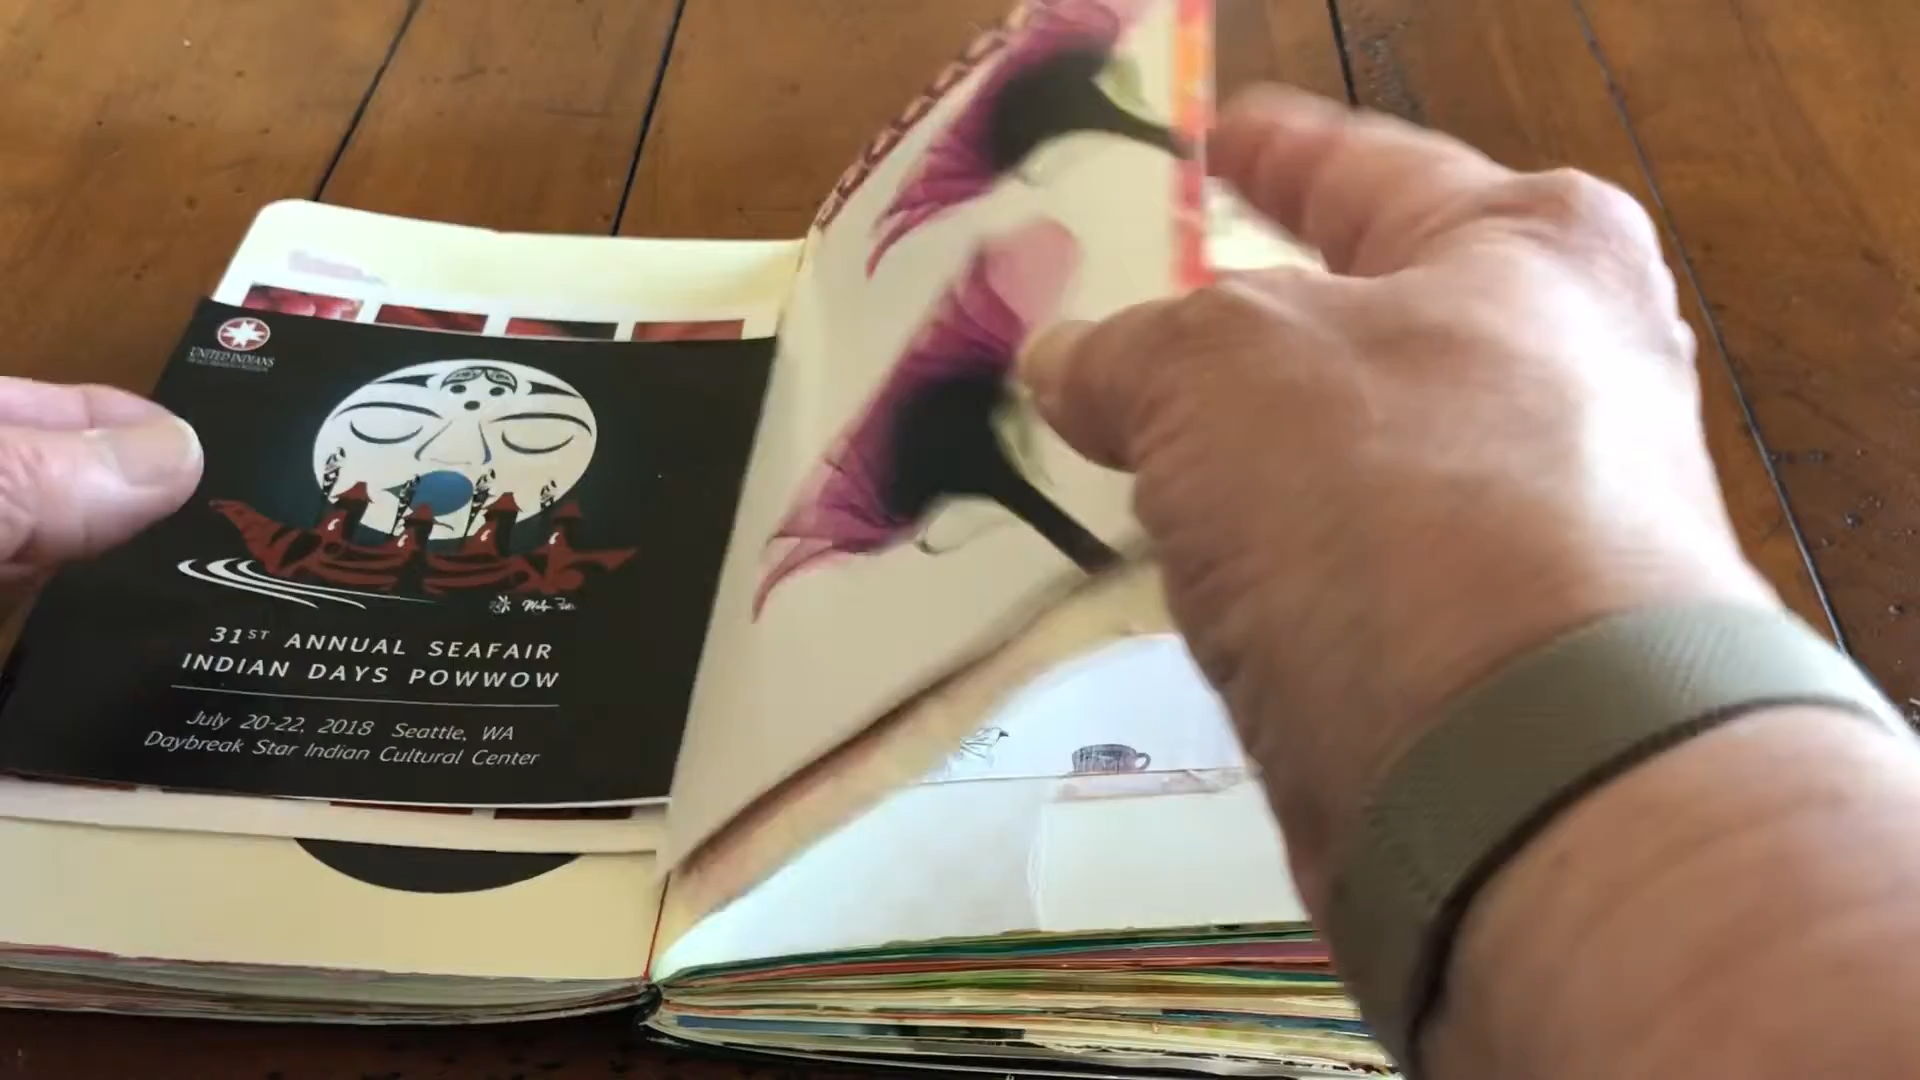 UNITED INDIANS
31ST ANNUAL SEAFAIR
INDIAN DAYS POWWOW
July 20-22, 2018 Seattle, WA
Daybreak Star Indian Cultural Center